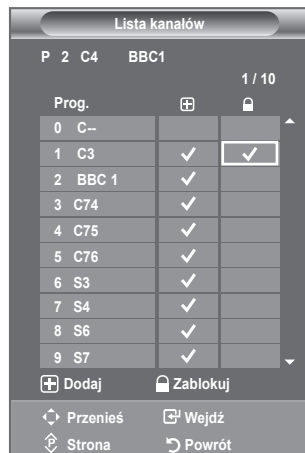 Lista kanałów
P 2 C4 BBC1
1 / 10
Prog.
0 C--
1 C3
2 BBC 1
3 C74
4 C75
5 C76
6 S3
7 S4
8 S6
9 S7
Dodaj Zablokuj
Przenieś Wejdź
Strona Powrót